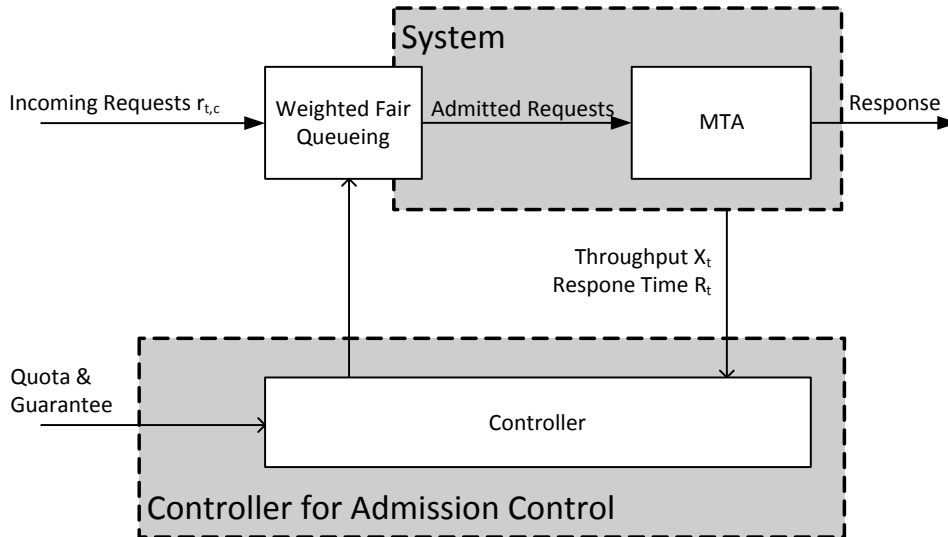 System
Incoming Requests r_t,c
Weighted Fair
Queueing
Admitted Requests
MTA
Response
Throughput X_t
Respone Time R_t
Quota &
Guarantee
Controller
Controller for Admission Control